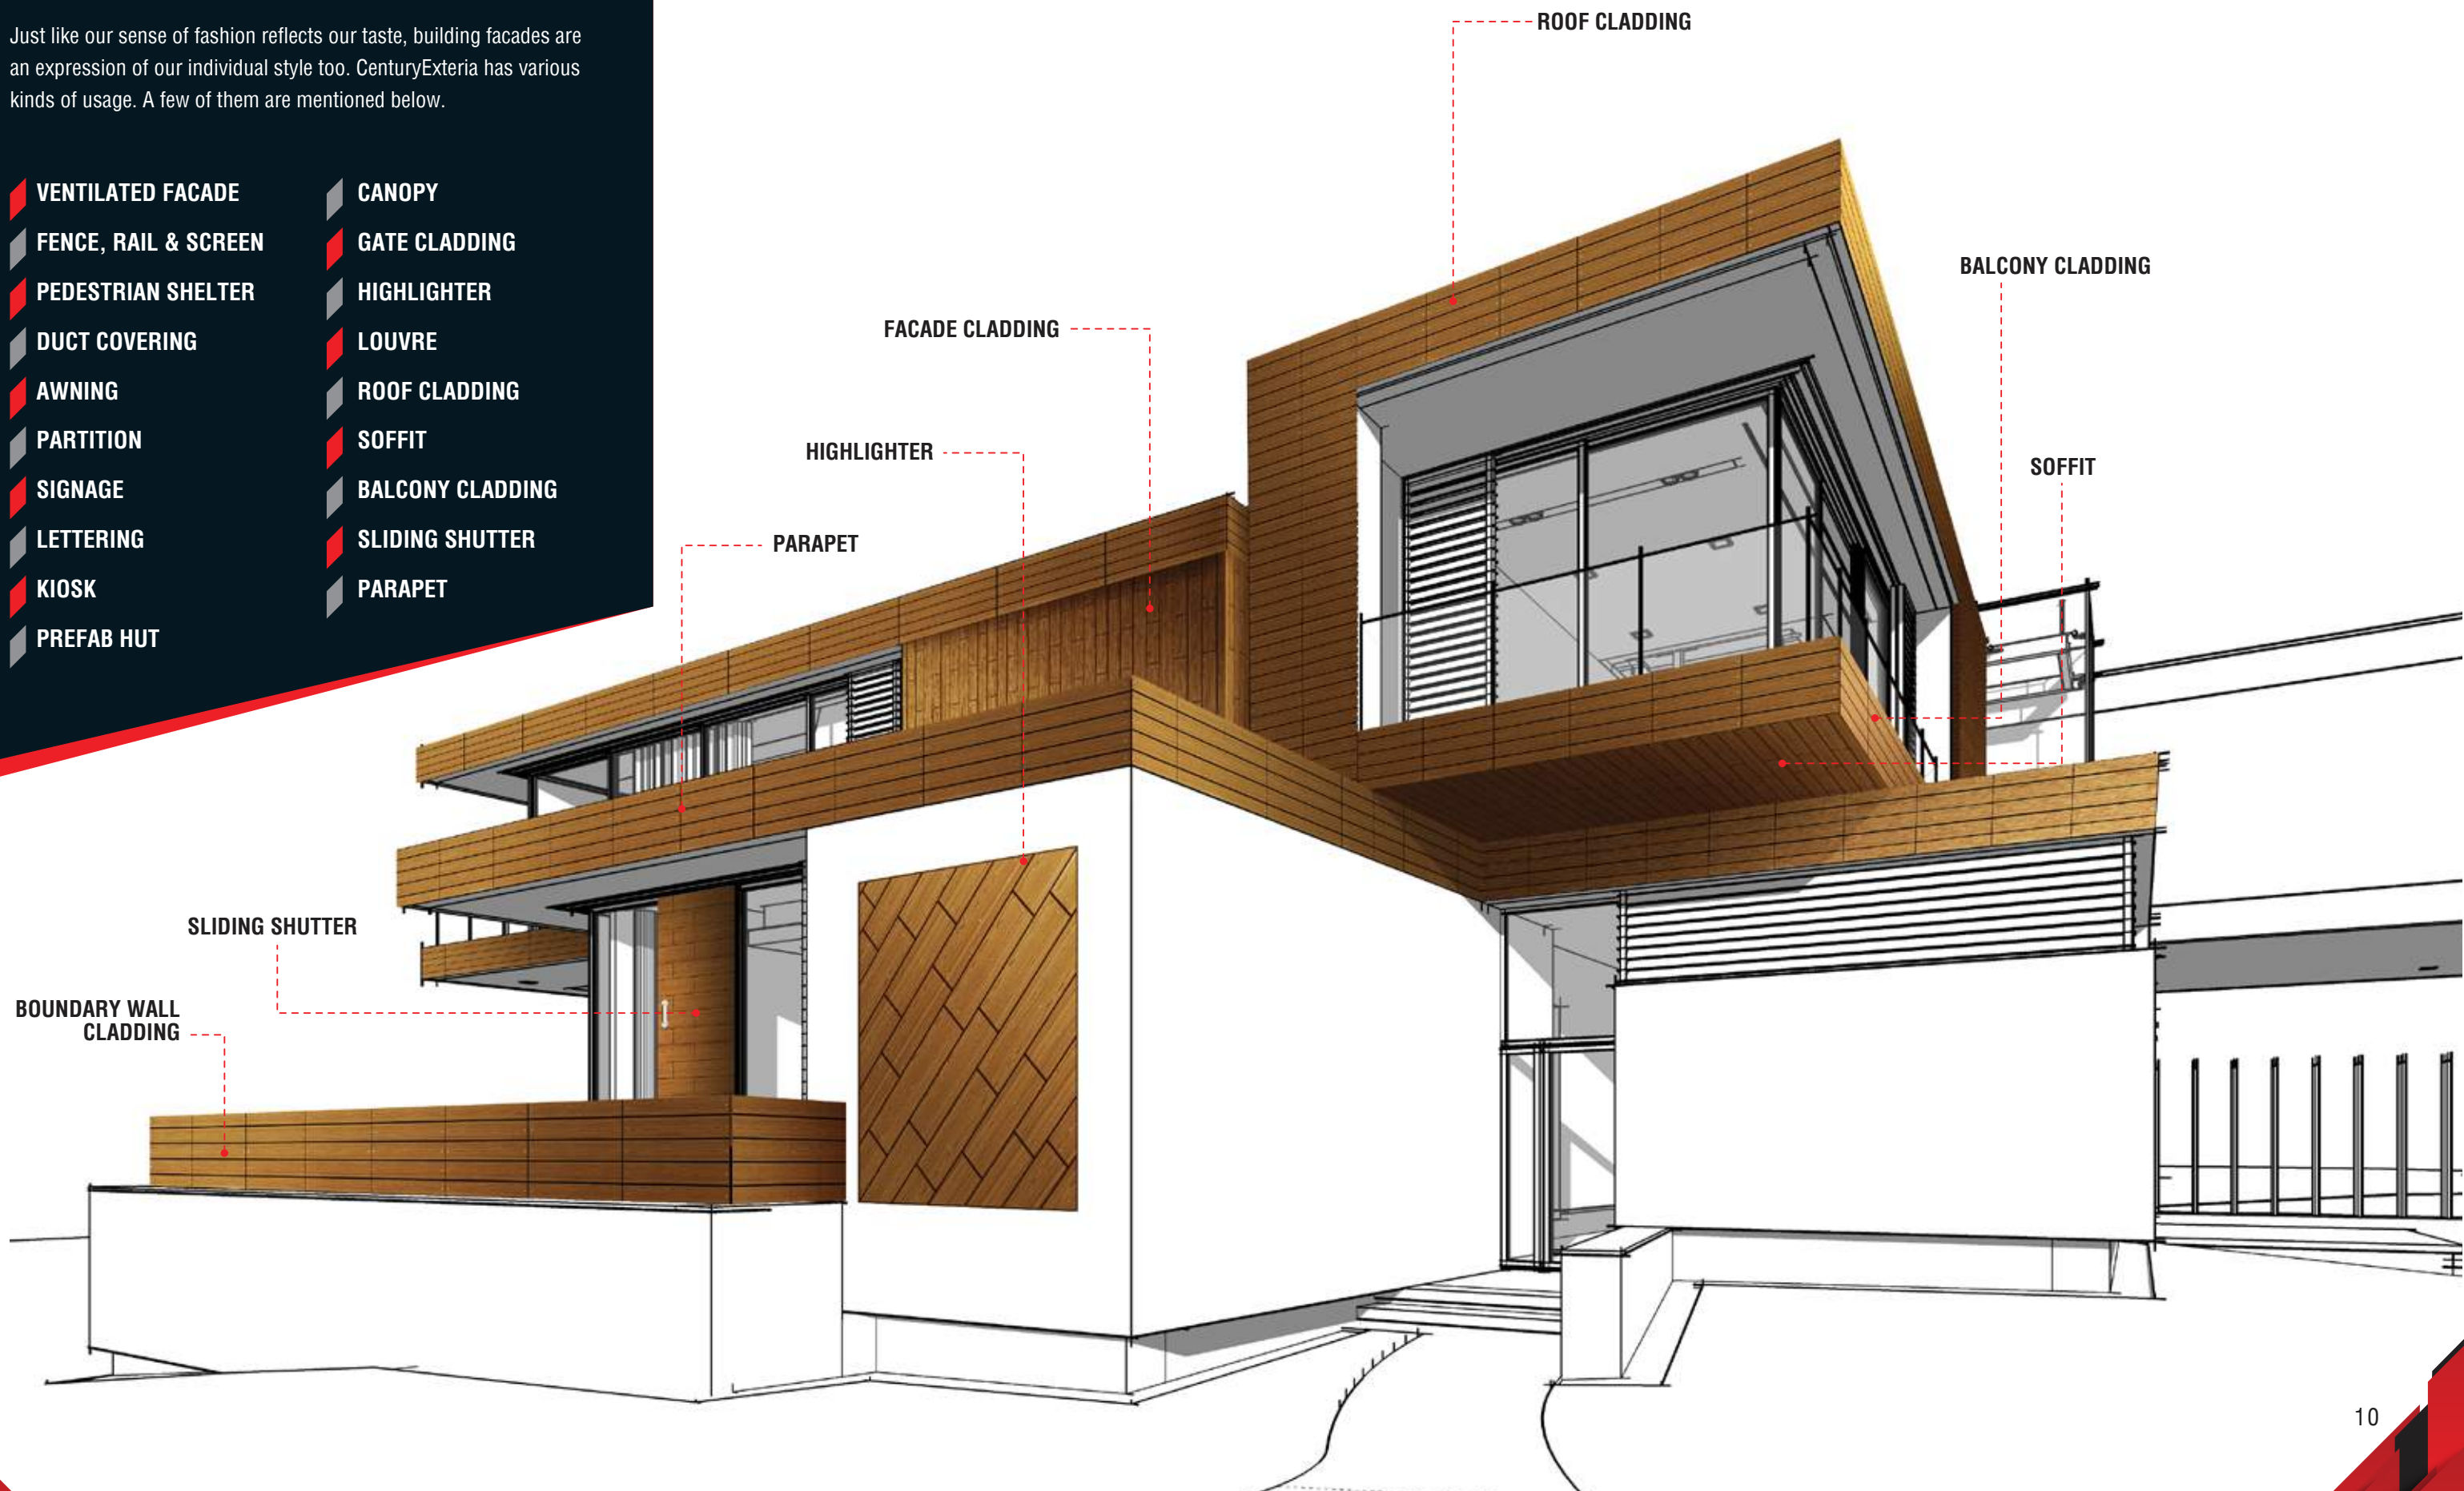 Just like our sense of fashion reflects our taste, building facades are
an expression of our individual style too. CenturyExteria has various
kinds of usage. A few of them are mentioned below.
VENTILATED FACADE
FENCE, RAIL & SCREEN
PEDESTRIAN SHELTER
DUCT COVERING
AWNING
PARTITION
SIGNAGE
LETTERING
KIOSK
PREFAB HUT
CANOPY
GATE CLADDING
HIGHLIGHTER
LOUVRE
ROOF CLADDING
SOFFIT
BALCONY CLADDING
SLIDING SHUTTER
PARAPET
ROOF CLADDING
BALCONY CLADDING
FACADE CLADDING
HIGHLIGHTER
SOFFIT
PARAPET
SLIDING SHUTTER
BOUNDARY WALL
CLADDING
10